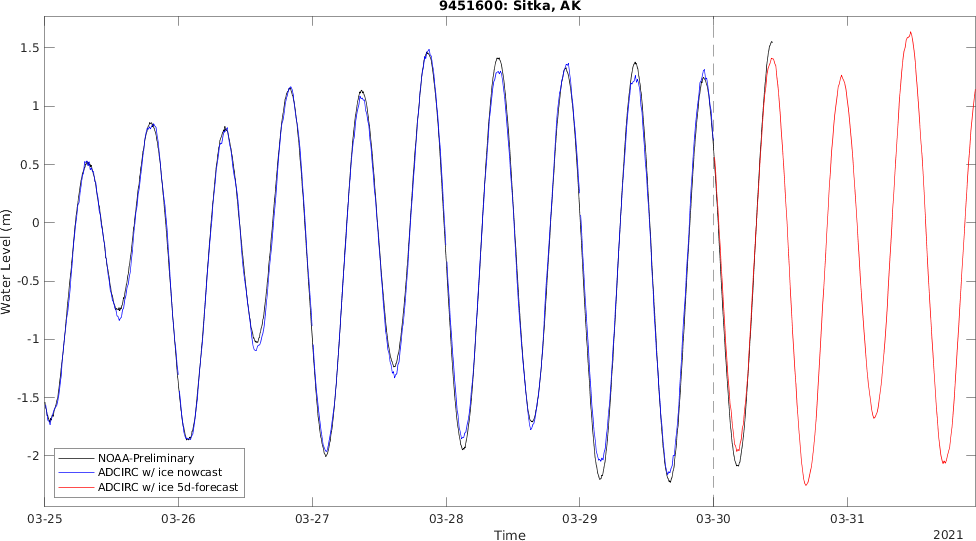 9451600: Sitka, AK
1.5
1
0.5
0
-0.5
-1
-1.5
-2
Water Level (m)
NOAA-Preliminary
ADCIRC w/ ice nowcast
ADCIRC w/ ice 5d-forecast
03-25 03-26 03-27 03-28 03-29 03-30 03-31
Time
2021